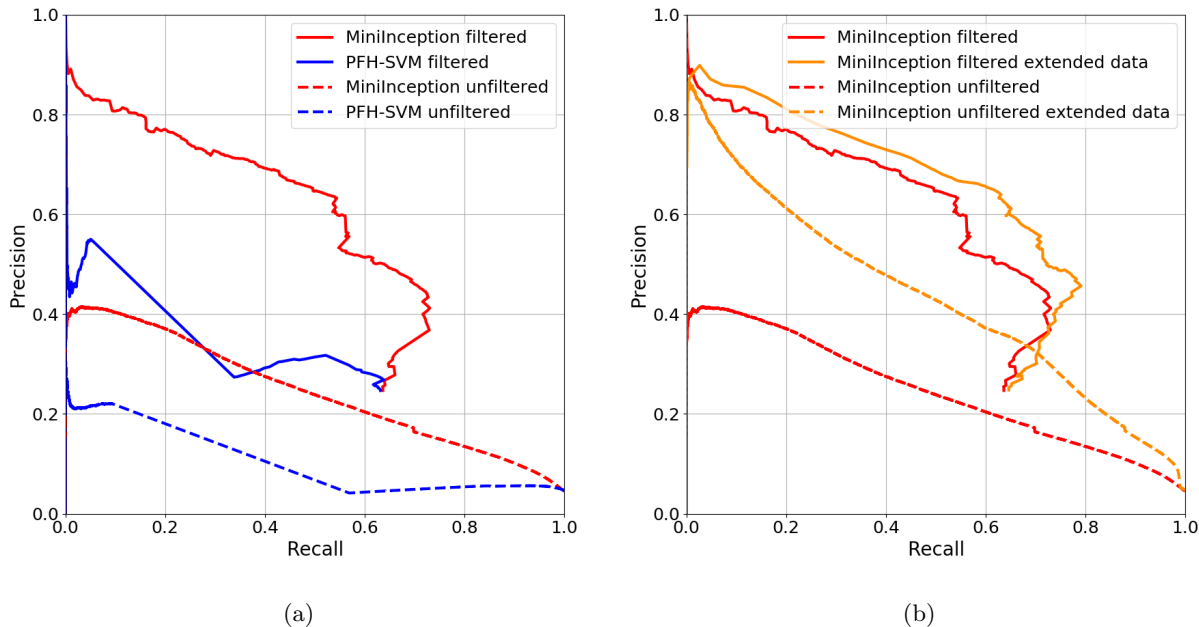 1.0
0.8
0.6
0.4
0.2
0.0
Precision
MiniInception filtered
PFH-SVM filtered
MiniInception unfiltered
PFH-SVM unfiltered
0.0 0.2 0.4 0.6 0.8 1.0
Recall
(a)
1.0
0.8
0.6
0.4
0.2
0.0
Precision
MiniInception filtered
MiniInception filtered extended data
MiniInception unfiltered
MiniInception unfiltered extended data
0.0 0.2 0.4 0.6 0.8 1.0
Recall
(b)